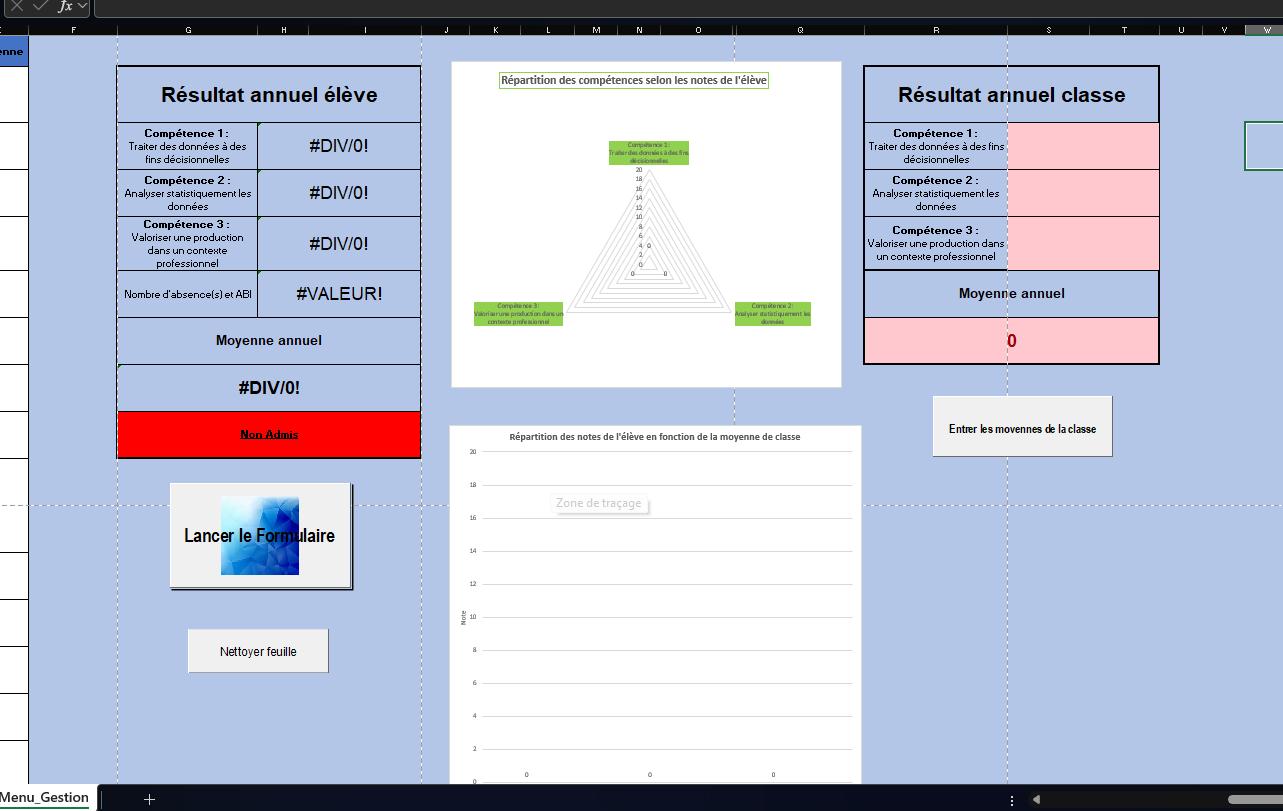 fx
F G H I J K L M N O Q R S T U V W
enne
Résultat annuel élève
Compétence 1 :
Traiter des données à des
fins décisionnelles
#DIV/0!
Compétence 2 :
Analyser statistiquement les
données
#DIV/0!
Compétence 3 :
Valoriser une production
dans un contexte
professionnel
#DIV/0!
Nombre d'absence(s) et ABI
#VALEUR!
Moyenne annuel
#DIV/0!
Non Admis
Lancer le Formulaire
Nettoyer feuille
Répartition des compétences selon les notes de l'élève
Compétence 1 :
Traiter des données à des fins
décisionnelles
20
18
16
14
12
10
8
6
4 0
2
0
0 0
Compétence 3 :
Valoriser une production dans un
contexte professionnel
Compétence 2 :
Analyser statistiquement les
données
Répartition des notes de l'élève en fonction de la moyenne de classe
20
18
Zone de traçage
16
14
12
10
Note
8
6
4
2
0 0 0
0
Résultat annuel classe
Compétence 1 :
Traiter des données à des fins
décisionnelles
Compétence 2 :
Analyser statistiquement les
données
Compétence 3 :
Valoriser une production dans
un contexte professionnel
Moyenne annuel
0
Entrer les moyennes de la classe
Menu_Gestion